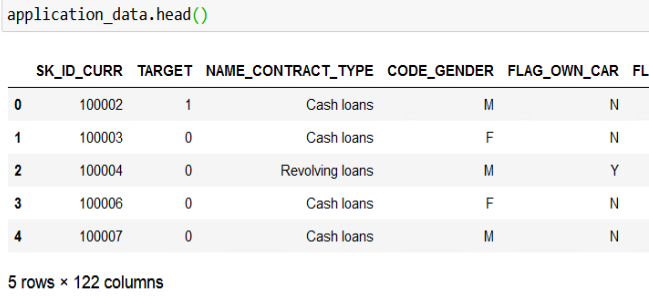 application_data.head()
SK_ID_CURR TARGET NAME_CONTRACT_TYPE CODE_GENDER FLAG_OWN_CAR FL
0 100002 1 Cash loans M N
1 100003 0 Cash loans F N
2 100004 0 Revolving loans M Y
3 100006 0 Cash loans F N
4 100007 0 Cash loans M N
5 rows × 122 columns